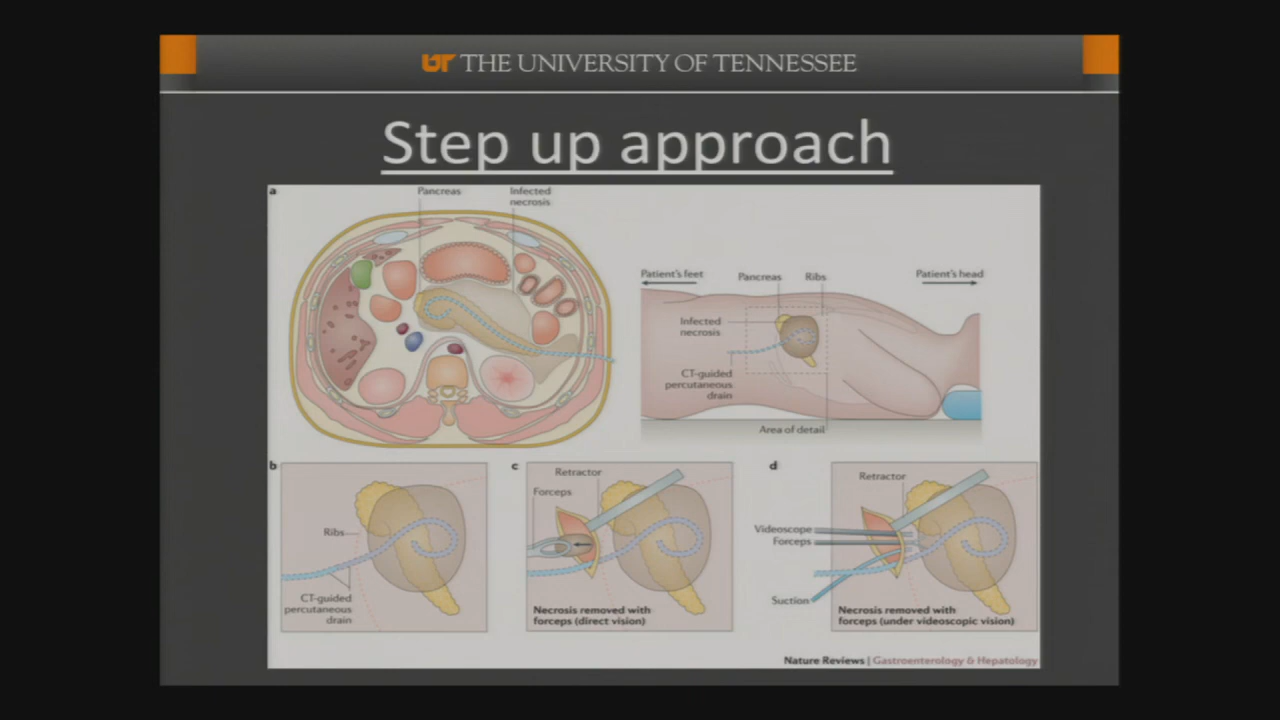 UT THE UNIVERSITY OF TENNESSEE
Step up approach
a
Pancreas
Infected
necrosis
Patient's feet
Pancreas
Ribs
Patient's head
Infected
necrosis
CT-guided
percutaneous
drain
Area of detail
b
Ribs
CT-guided
percutaneous
drain
c
Retractor
Forceps
Necrosis removed with
forceps (direct vision)
d
Retractor
Videoscope
Forceps
Suction
Necrosis removed with
forceps (under videoscopic vision)
Nature Reviews | Gastroenterology & Hepatology